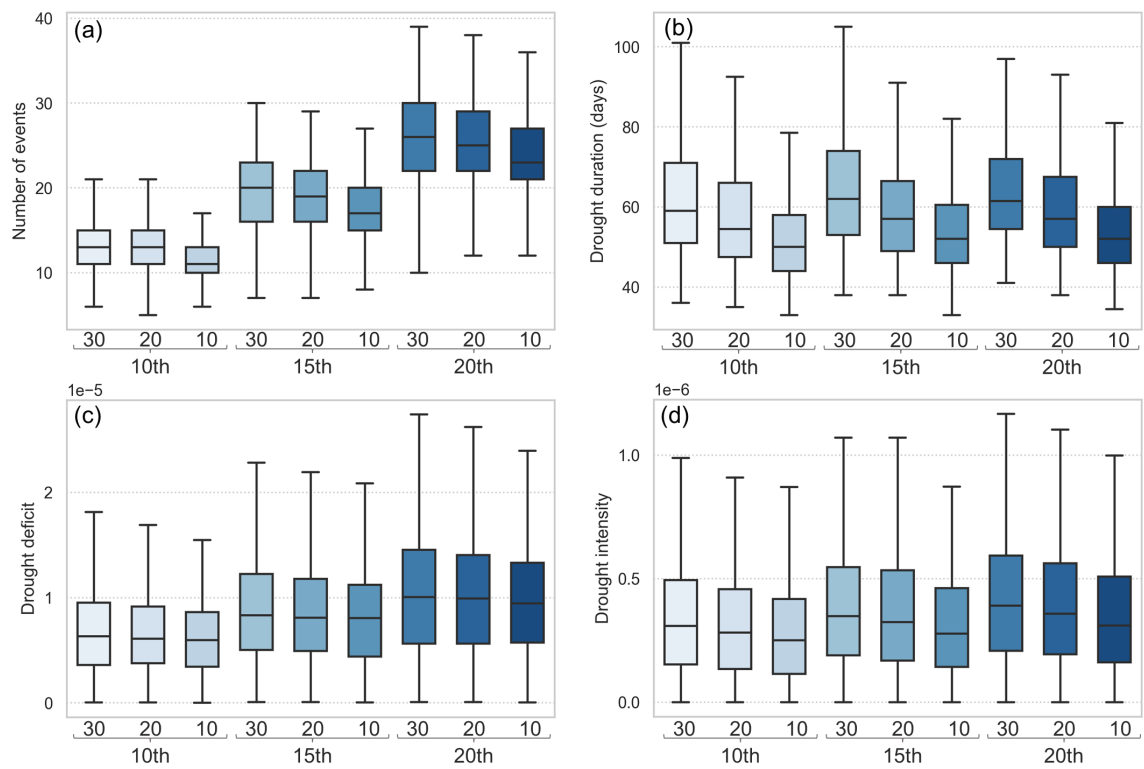 (a)
Number of events
40
30
20
10
30 20 10 30 20 10 30 20 10
10th 15th 20th
(b)
Drought duration (days)
100
80
60
40
30 20 10 30 20 10 30 20 10
10th 15th 20th
1e−5
(c)
Drought deficit
2
1
0
30 20 10 30 20 10 30 20 10
10th 15th 20th
1e−6
(d)
Drought intensity
1.0
0.5
0.0
30 20 10 30 20 10 30 20 10
10th 15th 20th